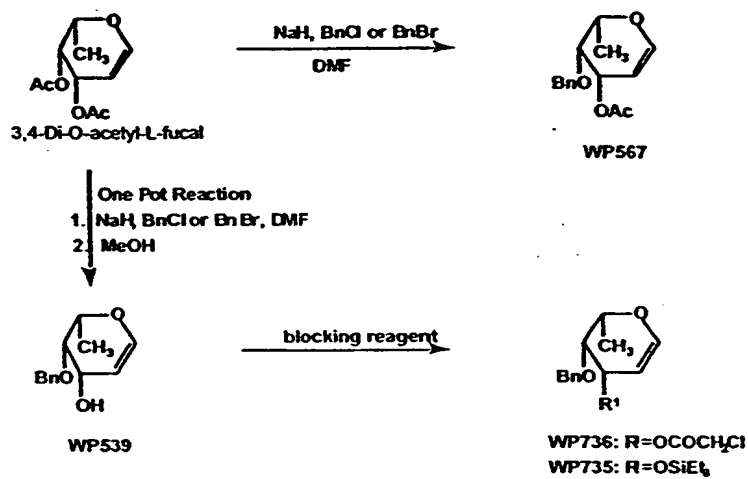 O
CH₃
AcO
OAc
3,4-Di-O-acetyl-L-fucal
NaH, BnCl or BnBr
DMF
O
CH₃
BnO
OAc
WP567
One Pot Reaction
1. NaH, BnCl or BnBr, DMF
2. MeOH
O
CH₃
BnO
OH
WP539
blocking reagent
O
CH₃
BnO
R¹
WP736: R=OCOCH₂Cl
WP735: R=OSiEt₃